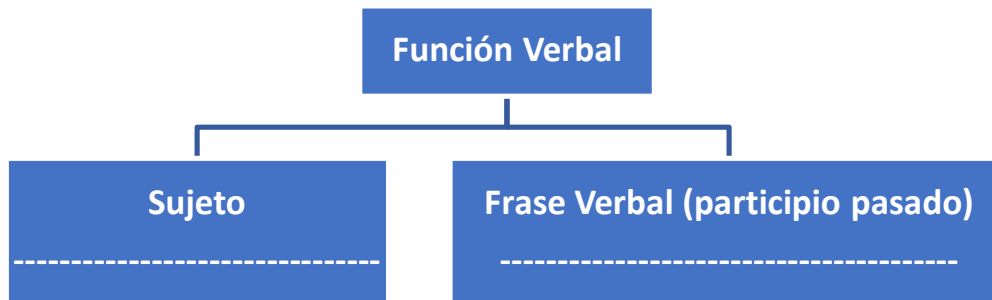 Función Verbal
Sujeto
--------------------------------
Frase Verbal (participio pasado)
----------------------------------------